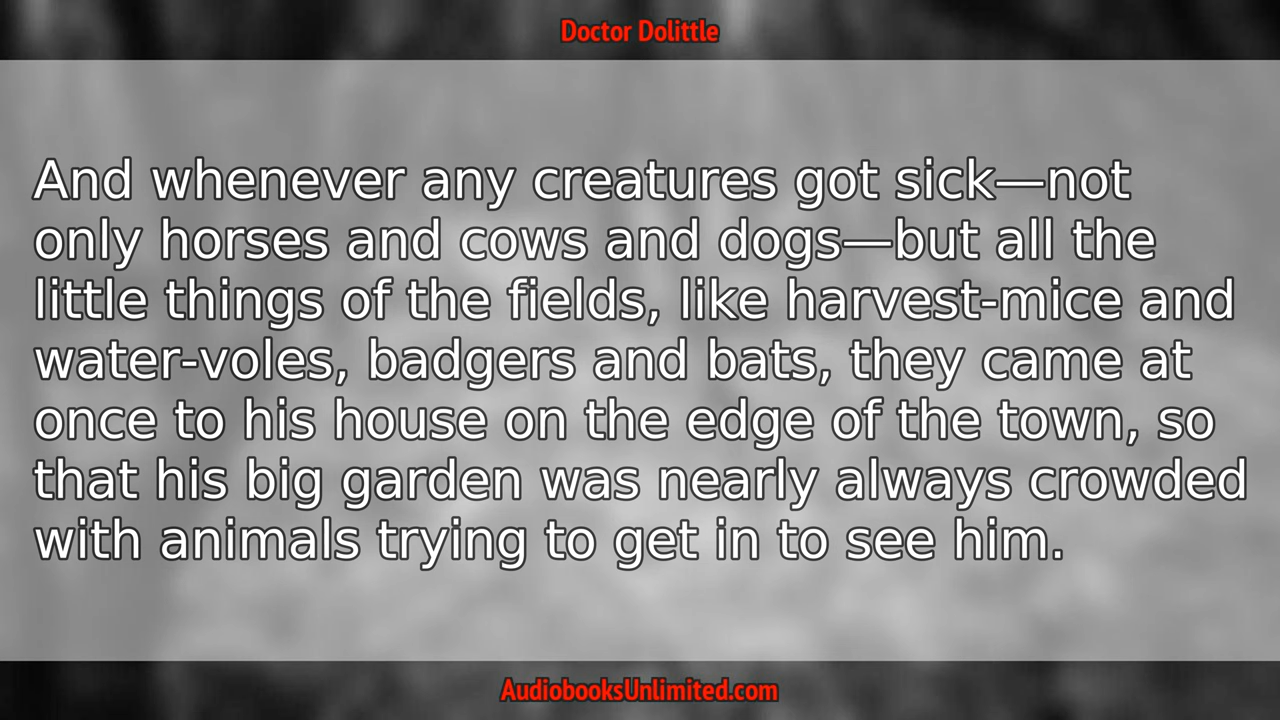 Doctor Dolittle
And whenever any creatures got sick—not
only horses and cows and dogs—but all the
little things of the fields, like harvest-mice and
water-voles, badgers and bats, they came at
once to his house on the edge of the town, so
that his big garden was nearly always crowded
with animals trying to get in to see him.
AudiobooksUnlimited.com